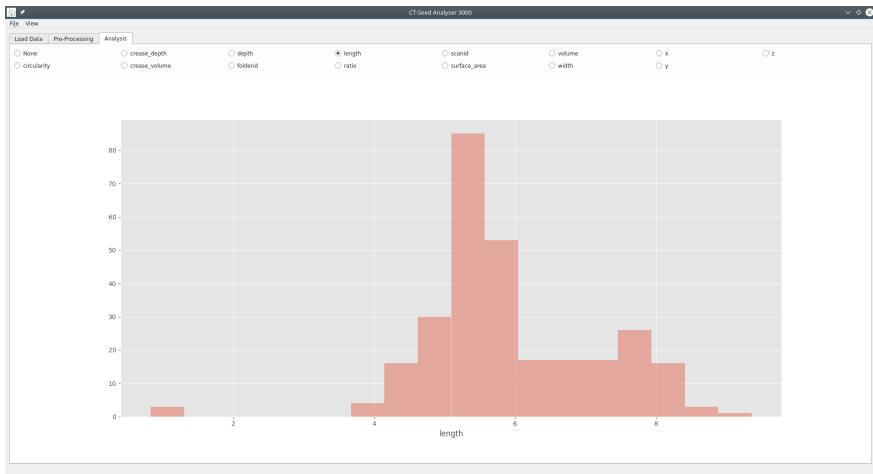 CT-Seed Analyser 3000
File View
Load Data Pre-Processing Analysis
None crease_depth depth length scanid volume x z
circularity crease_volume folderid ratio surface_area width y
80
70
60
50
40
30
20
10
0
2 4 6 8
length